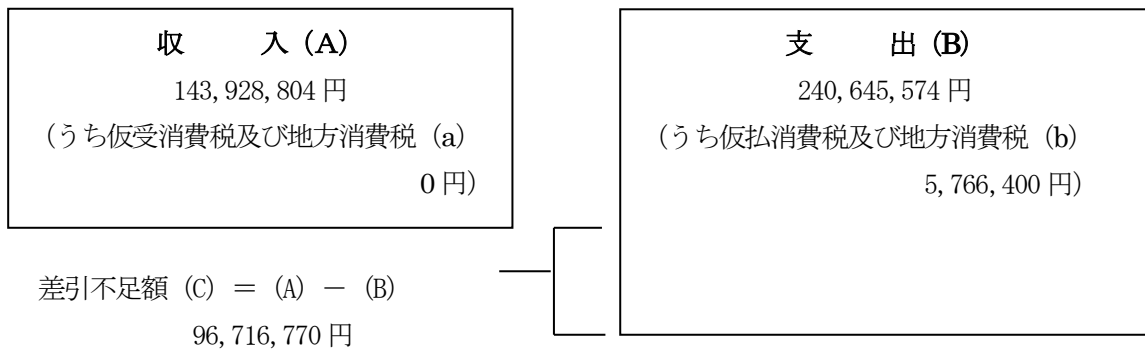 収　　　入（A）
143,928,804 円
（うち仮受消費税及び地方消費税（a）
0 円）
差引不足額（C） ＝ （A） － （B）
96,716,770 円
支　　　出（B）
240,645,574 円
（うち仮払消費税及び地方消費税（b）
5,766,400 円）